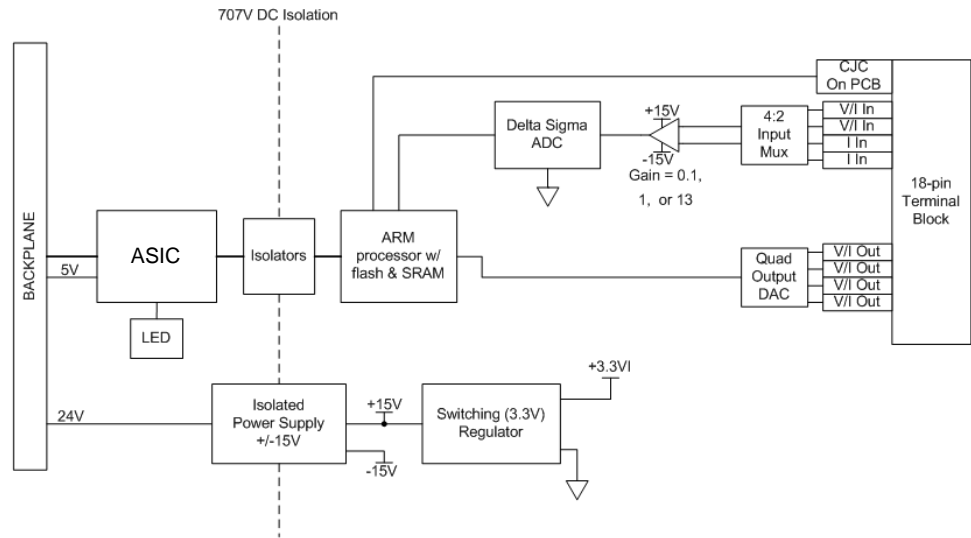 707V DC Isolation
BACKPLANE
5V
ASIC
LED
Isolators
ARM
processor w/
flash & SRAM
Delta Sigma
ADC
+15V
-15V
Gain = 0.1,
1, or 13
4:2
Input
Mux
CJC
On PCB
V/I In
V/I In
I In
I In
18-pin
Terminal
Block
Quad
Output
DAC
V/I Out
V/I Out
V/I Out
V/I Out
24V
Isolated
Power Supply
+/-15V
+15V
-15V
Switching (3.3V)
Regulator
+3.3VI